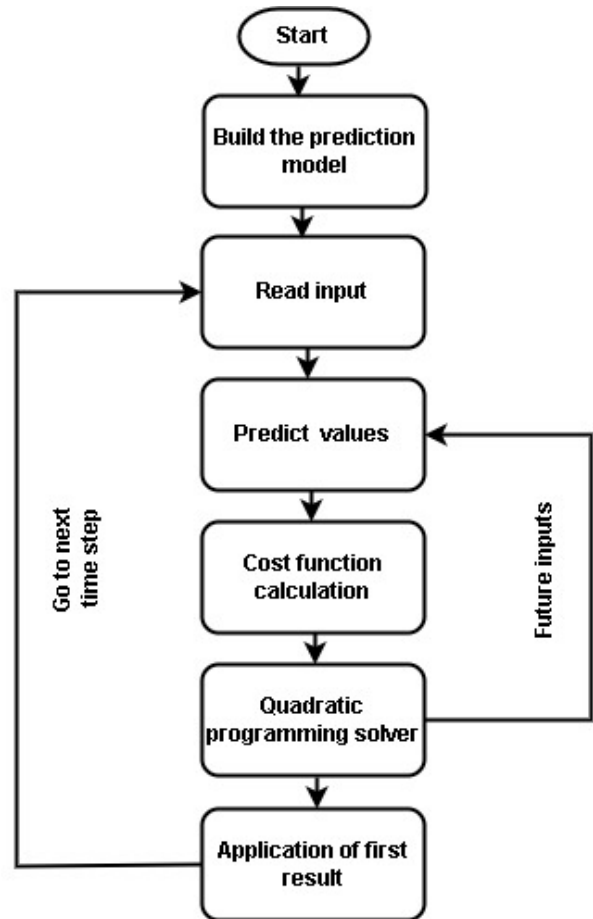 Start
Build the prediction
model
Read input
Predict values
Cost function
calculation
Go to next
time step
Future inputs
Quadratic
programming solver
Application of first
result